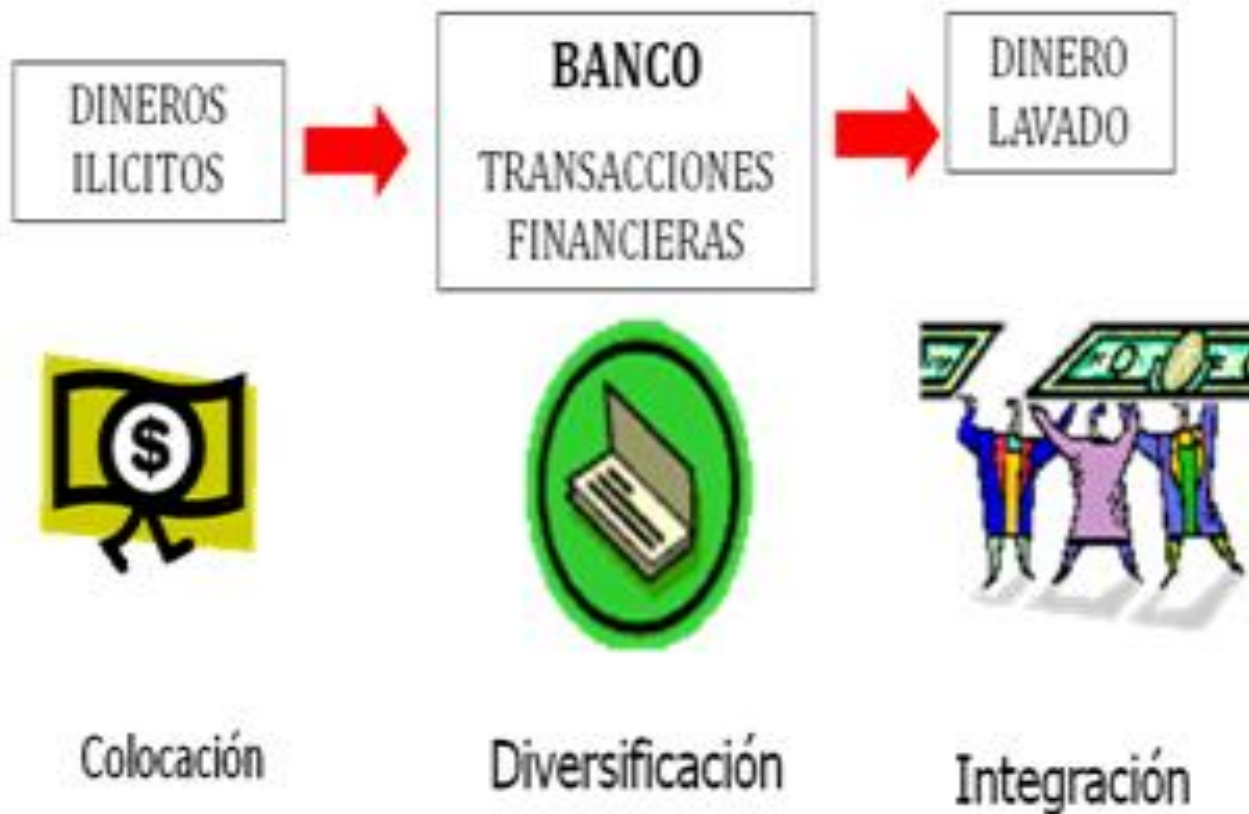 DINEROS
ILICITOS
BANCO
TRANSACCIONES
FINANCIERAS
DINERO
LAVADO
$
Colocación
Diversificación
Integración